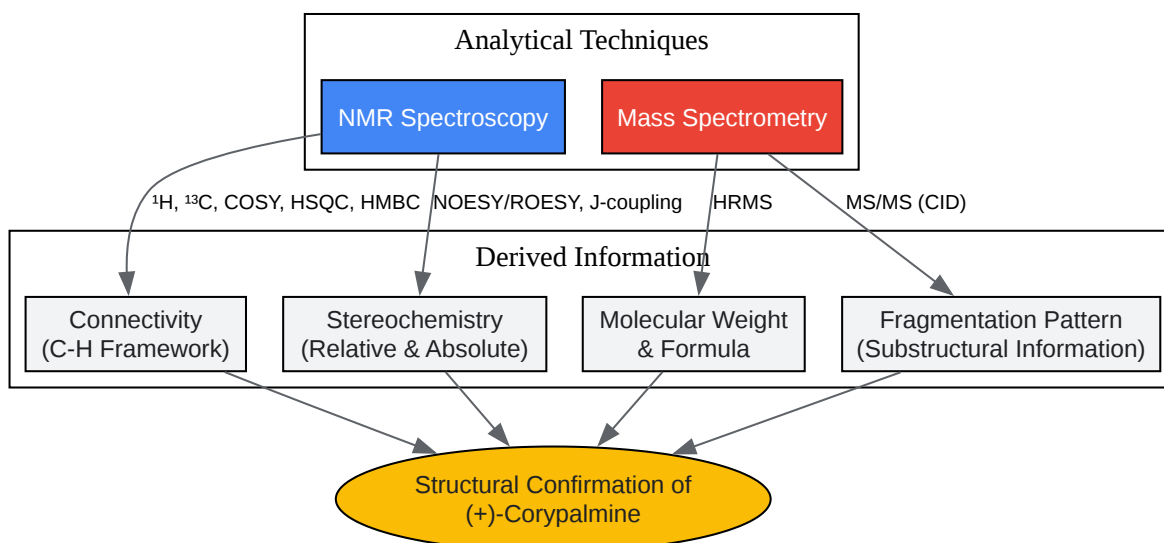 Analytical Techniques
NMR Spectroscopy
Mass Spectrometry
¹H, ¹³C, COSY, HSQC, HMBC
NOESY/ROESY, J-coupling
HRMS
MS/MS (CID)
Derived Information
Connectivity
(C-H Framework)
Stereochemistry
(Relative & Absolute)
Molecular Weight
& Formula
Fragmentation Pattern
(Substructural Information)
Structural Confirmation of
(+)-Corypalmine